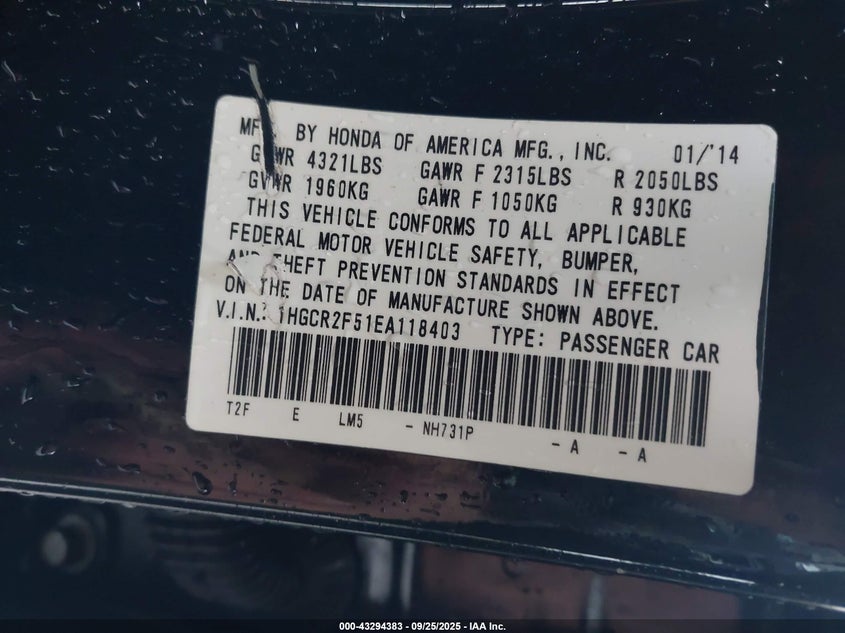 MFD. BY HONDA OF AMERICA MFG., INC. 01/'14
GVWR 4321LBS GAWR F 2315LBS R 2050LBS
GVWR 1960KG GAWR F 1050KG R 930KG
THIS VEHICLE CONFORMS TO ALL APPLICABLE
FEDERAL MOTOR VEHICLE SAFETY, BUMPER,
AND THEFT PREVENTION STANDARDS IN EFFECT
ON THE DATE OF MANUFACTURE SHOWN ABOVE.
V.I.N.: 1HGCR2F51EA118403 TYPE: PASSENGER CAR
T2F E LM5 - NH731P - A - A
000-43294383 - 09/25/2025 - IAA Inc.